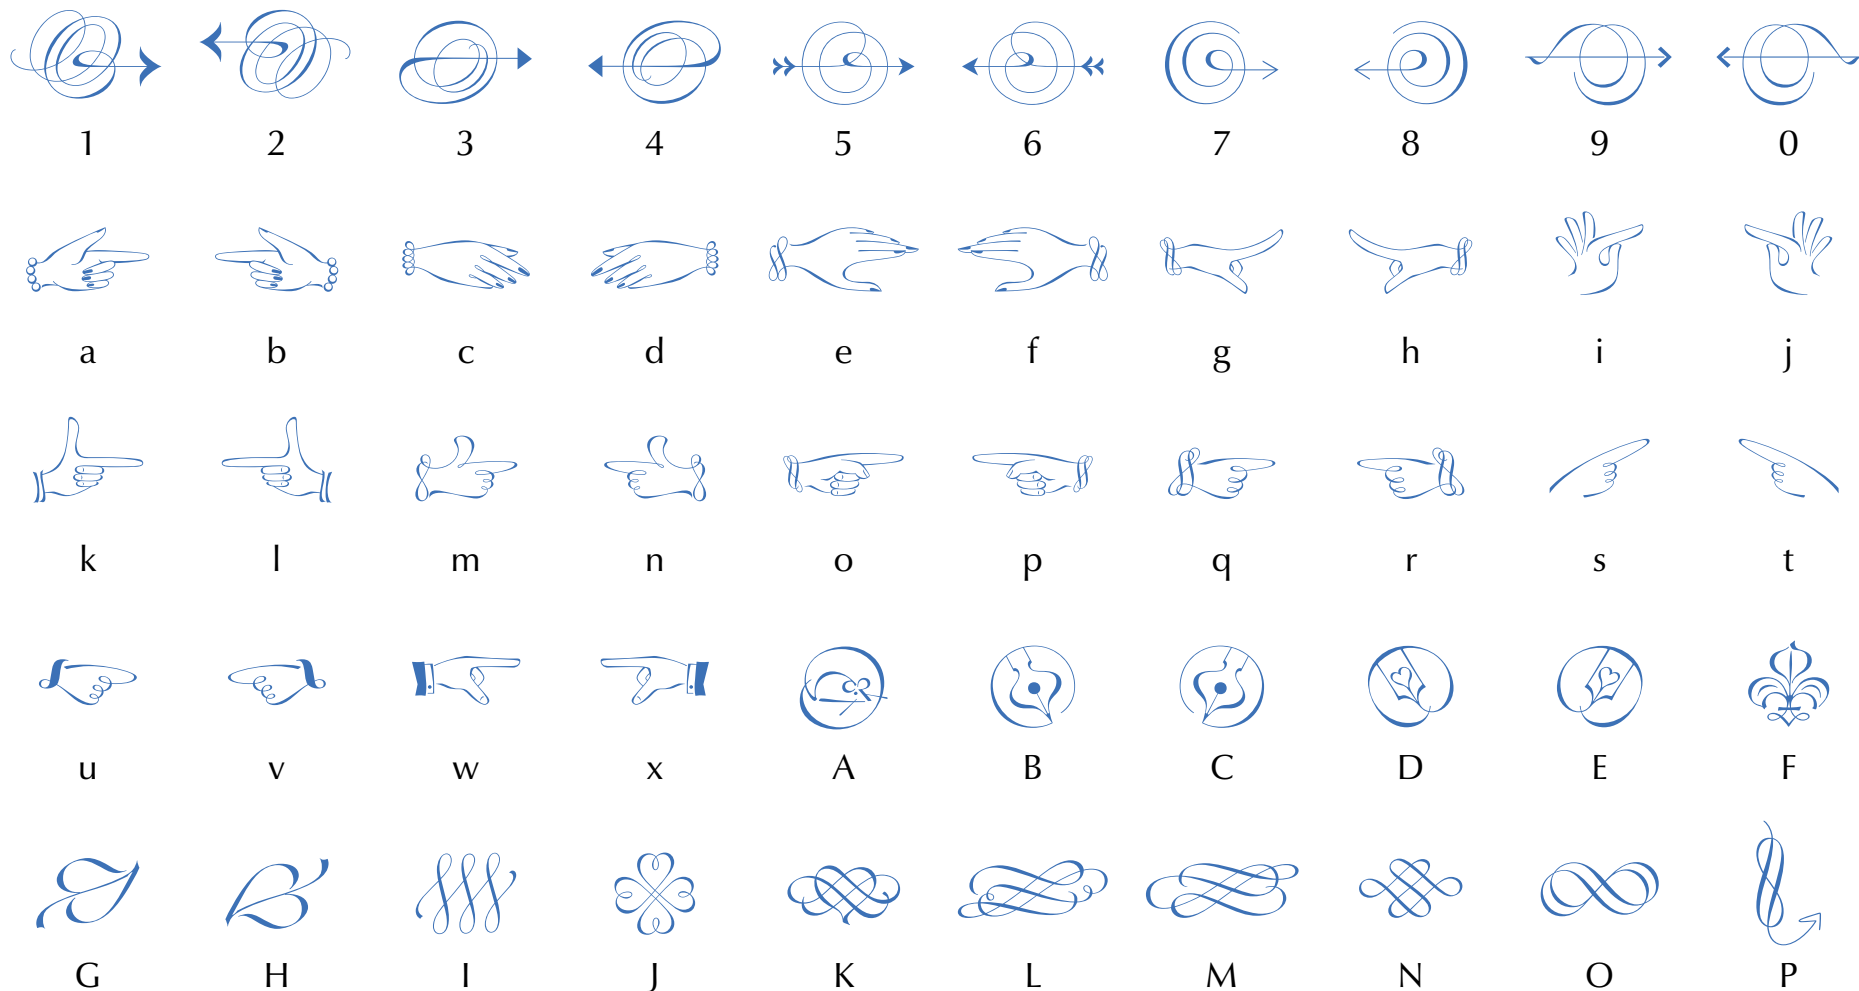 1 2 3 4 5 6 7 8 9 0
a b c d e f g h i j
k l m n o p q r s t
u v w x A B C D E F
G H I J K L M N O P